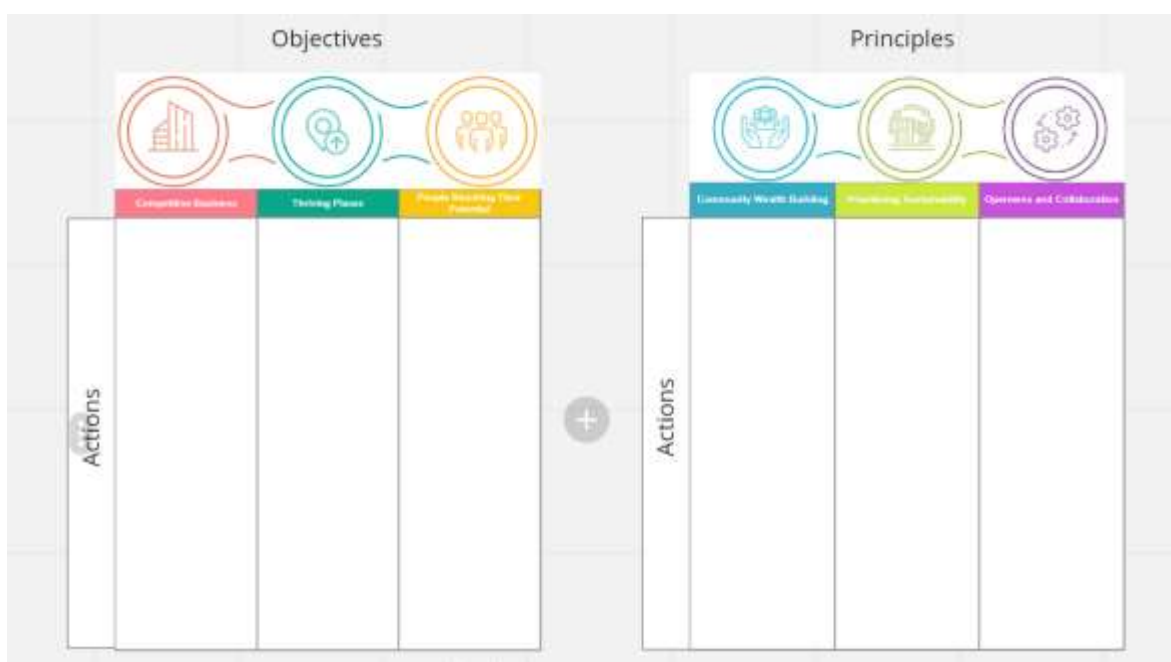 Objectives
Principles
Competitive Business
Thriving Places
People Reaching Their
Potential
Community Wealth Building
Prioritising Sustainability
Openness and Collaboration
Actions
Actions